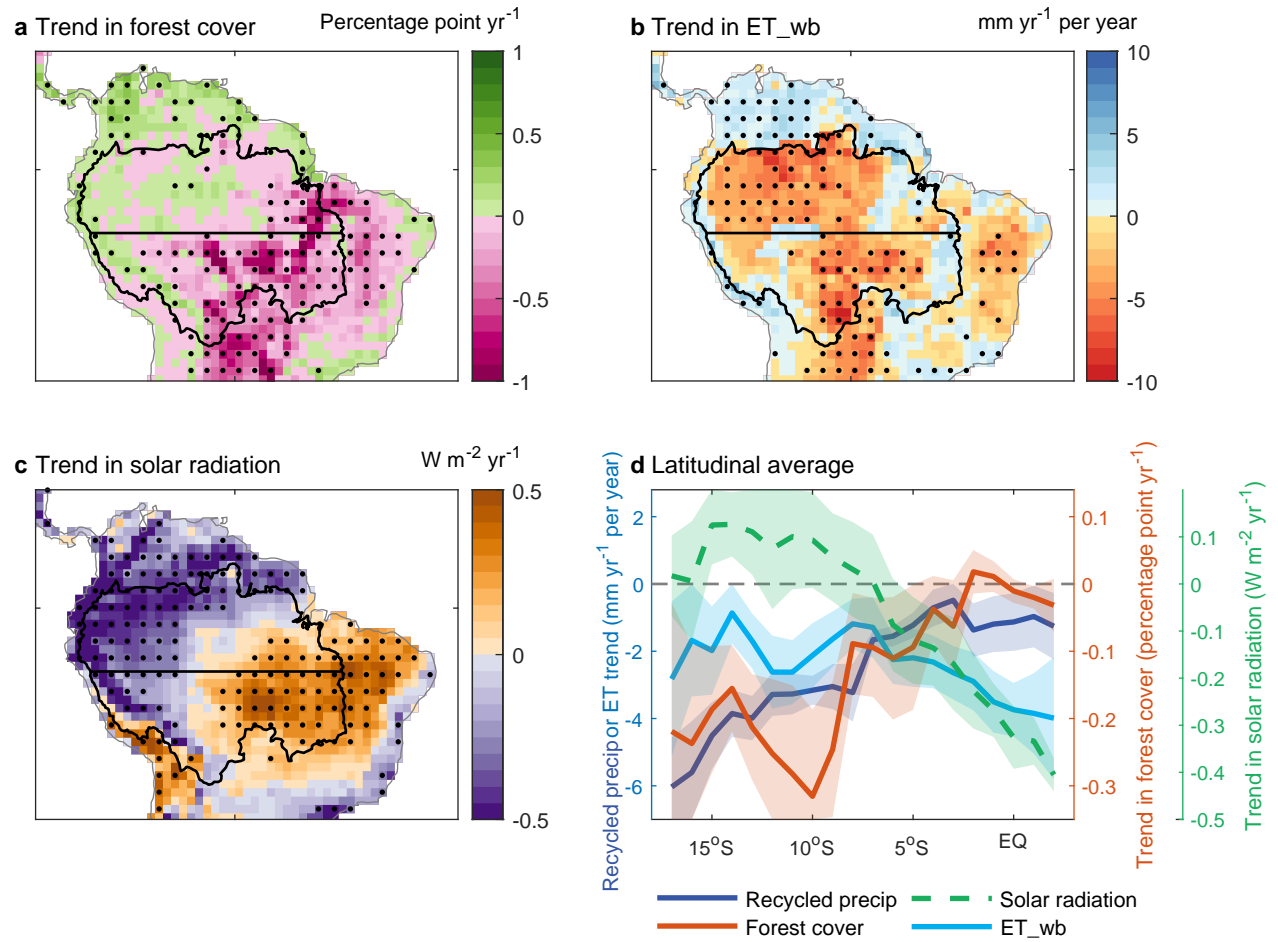 a Trend in forest cover
Percentage point yr-1
1
0.5
0
-0.5
-1
b Trend in ET_wb
mm yr-1 per year
10
5
0
-5
-10
c Trend in solar radiation
W m-2 yr-1
0.5
0
-0.5
d Latitudinal average
Recycled precip or ET trend (mm yr-1 per year)
2
0
-2
-4
-6
15oS
10oS
5oS
EQ
0.1
0
-0.1
-0.2
-0.3
Trend in forest cover (percentage point yr-1)
0.1
0
-0.1
-0.2
-0.3
-0.4
-0.5
Trend in solar radiation (W m-2 yr-1)
Recycled precip
Solar radiation
Forest cover
ET_wb